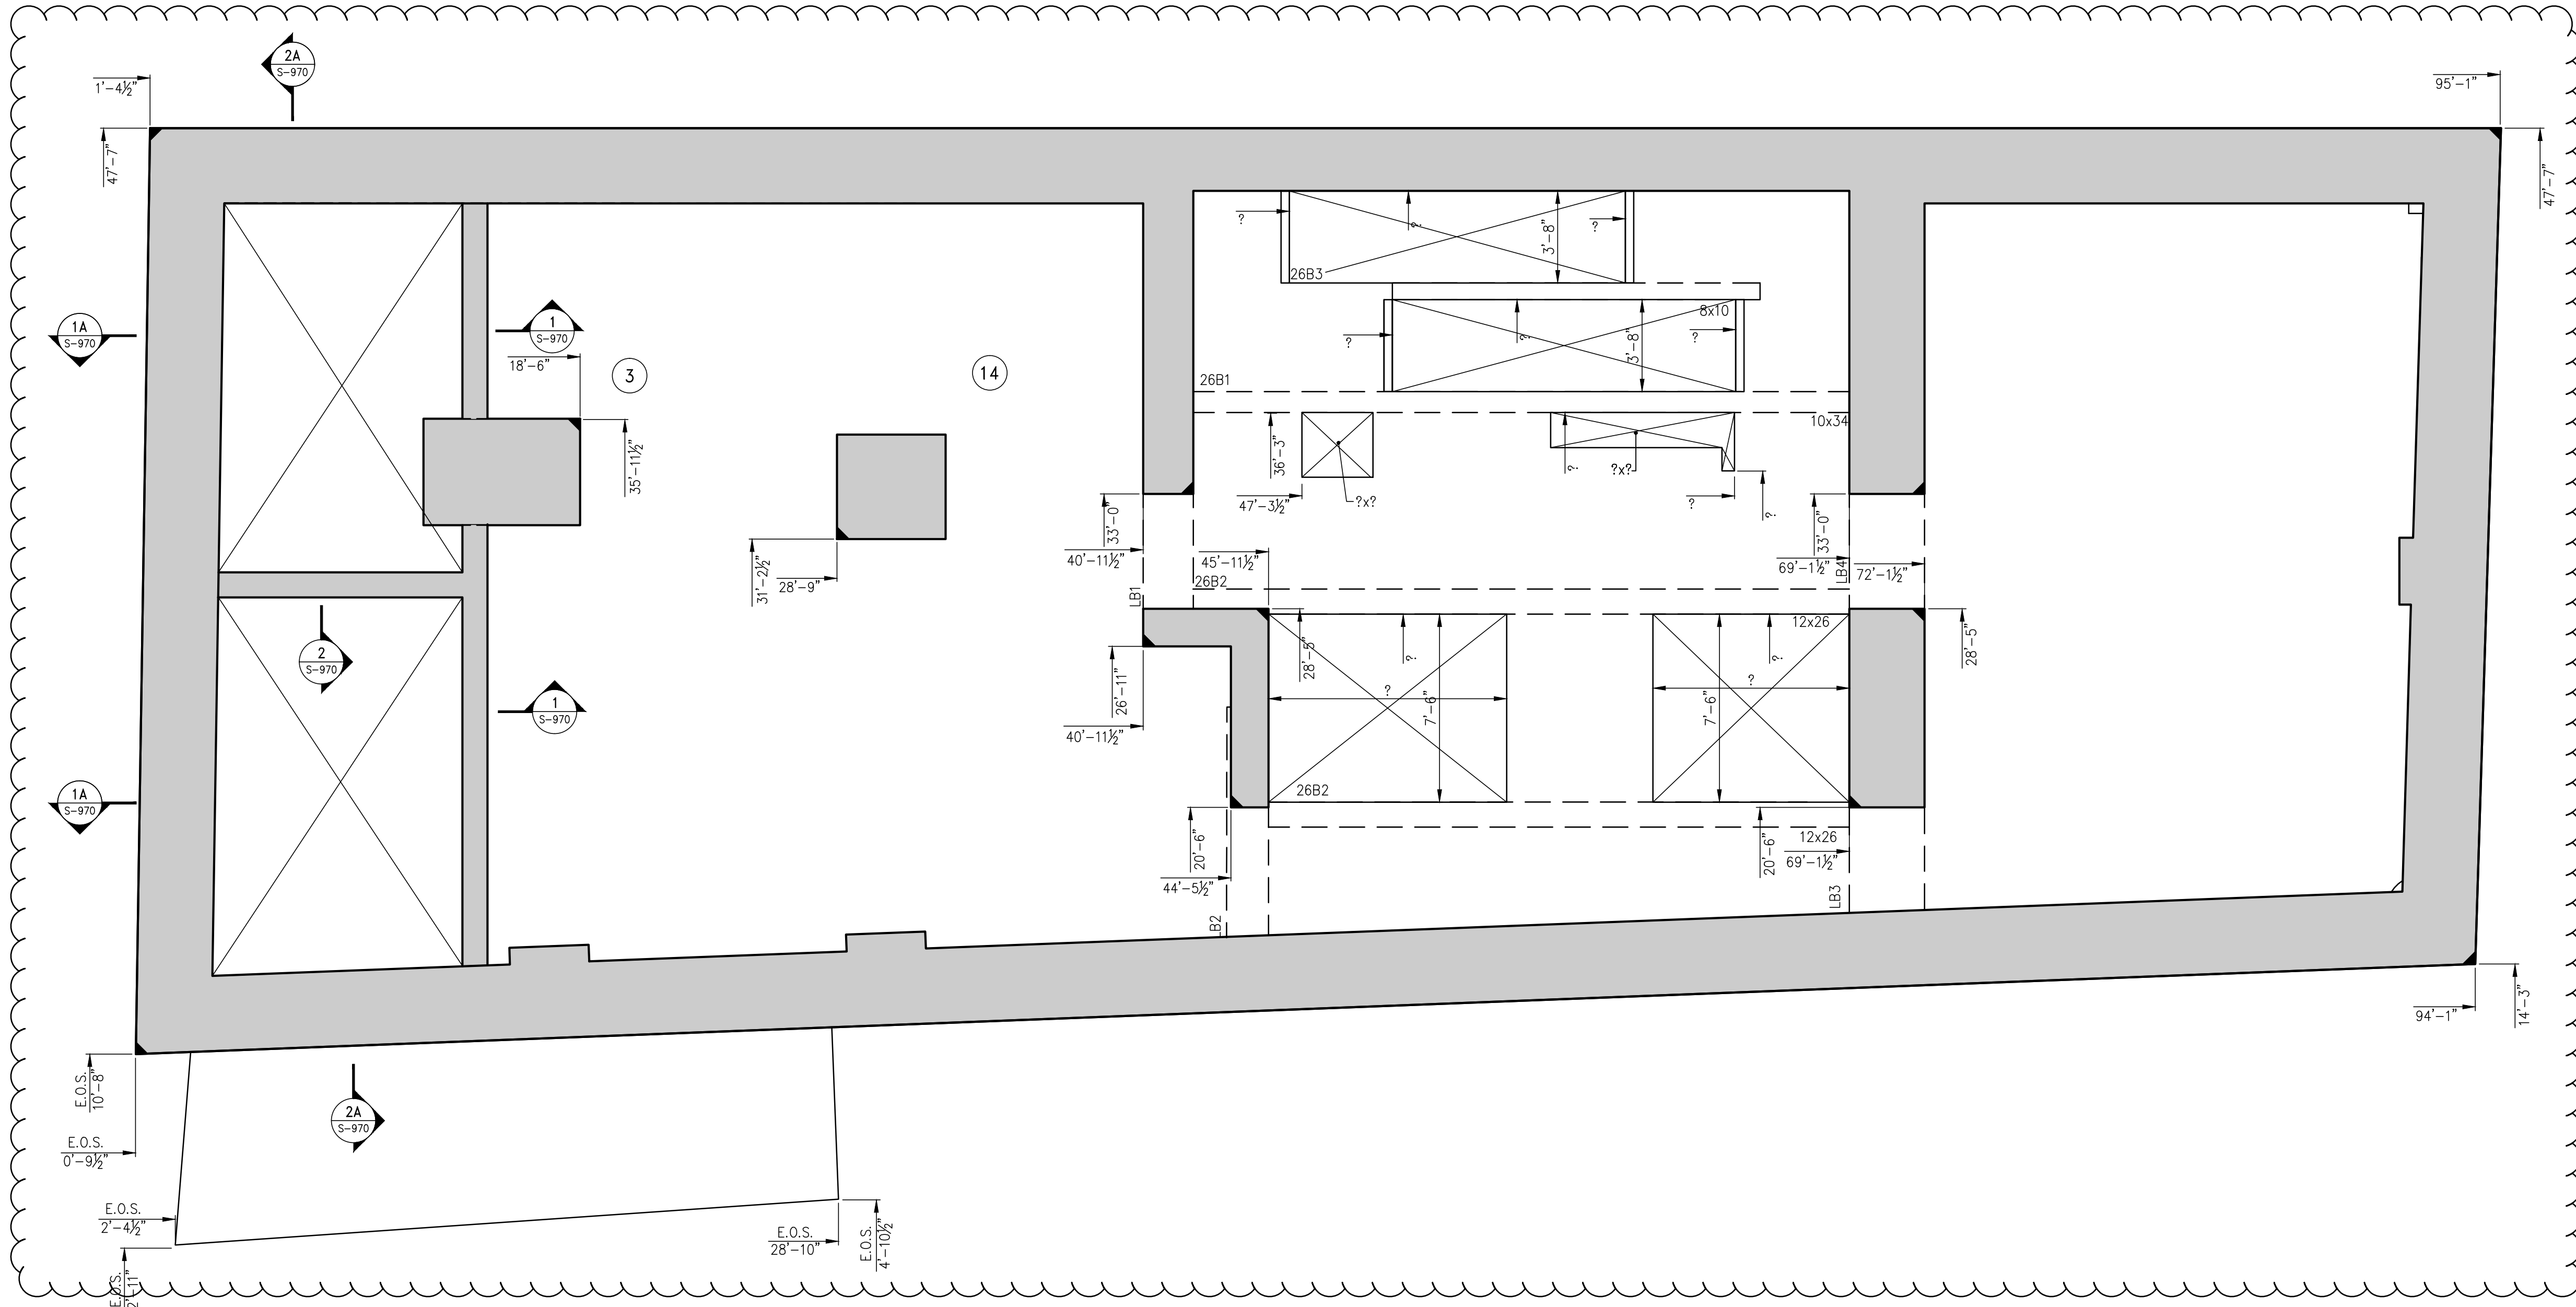 2A
S-970
1'-4½"
95'-1"
47'-7"
47'-7"
?
?
?
3'-8"
26B3
1A
S-970
1
S-970
18'-6"
3
14
8x10
?
?
?
3'-8"
26B1
10x34
35'-11½"
36'-3"
47'-3½"
?x?
?
?x?
?
?
33'-0"
40'-11½"
45'-11½"
33'-0"
69'-1½"
LB4
72'-1½"
31'-2½"
28'-9"
LB1
26B2
12x26
2
S-970
28'-5"
?
?
28'-5"
26'-11"
?
7'-6"
?
7'-6"
1
S-970
40'-11½"
26B2
1A
S-970
20'-6"
12x26
20'-6"
69'-1½"
44'-5½"
LB2
LB3
94'-1"
14'-3"
E.O.S.
10'-8"
2A
S-970
E.O.S.
0'-9½"
E.O.S.
2'-4½"
E.O.S.
28'-10"
E.O.S.
4'-10½"
E.O.S.
2'-11"